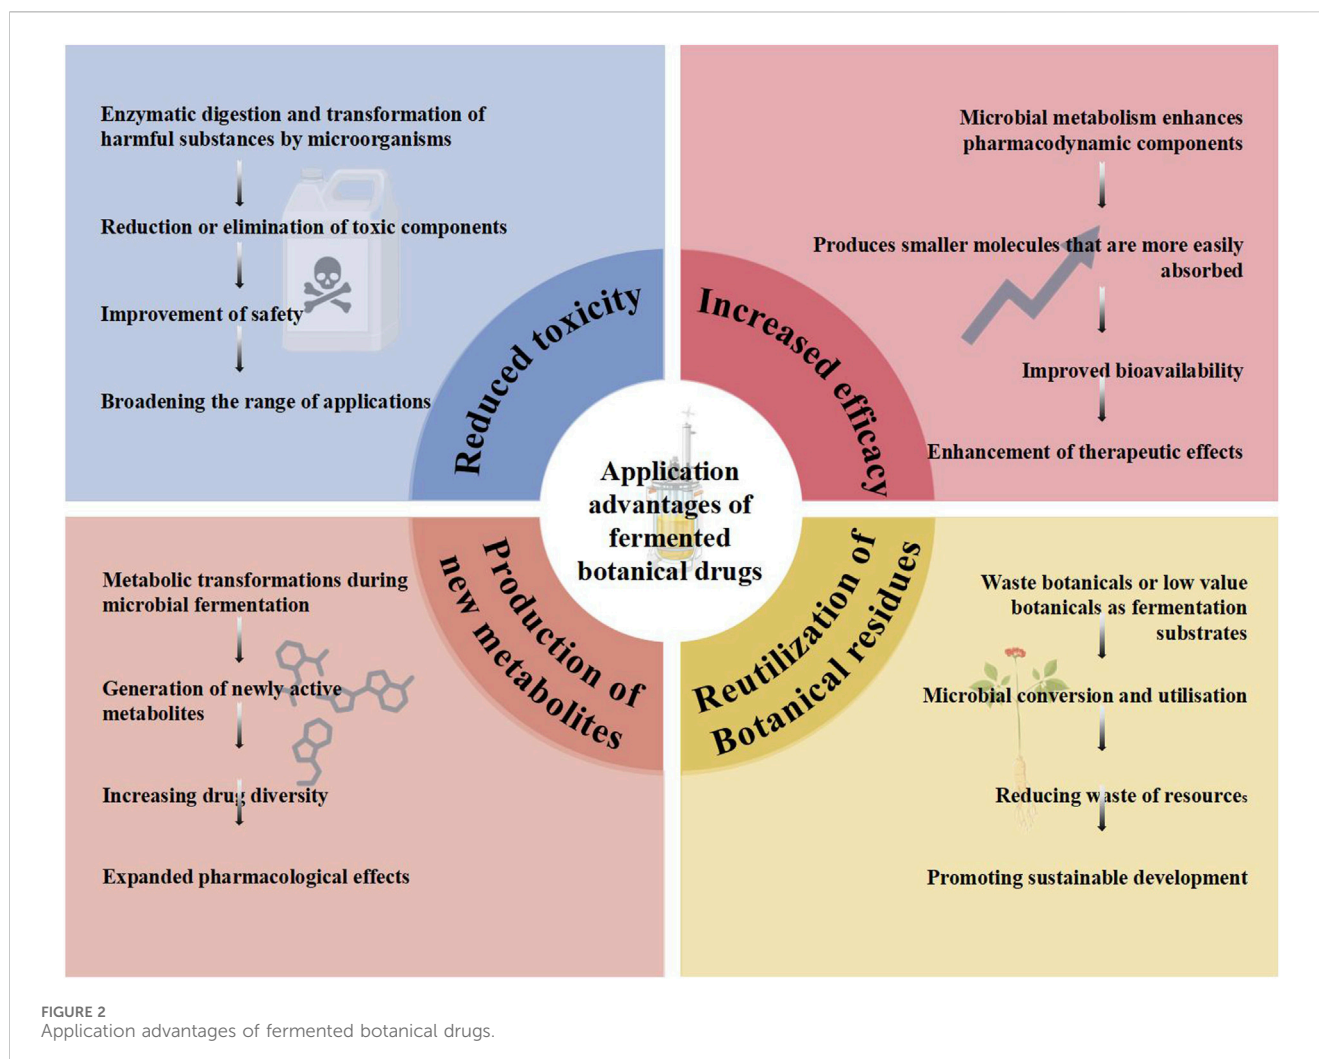 Enzymatic digestion and transformation of
harmful substances by microorganisms
Reduction or elimination of toxic components
Improvement of safety
Broadening the range of applications
Reduced toxicity
Microbial metabolism enhances
pharmacodynamic components
Produces smaller molecules that are more easily
absorbed
Improved bioavailability
Enhancement of therapeutic effects
Increased efficacy
Application
advantages of
fermented
botanical drugs
Metabolic transformations during
microbial fermentation
Generation of newly active
metabolites
Increasing drug diversity
Expanded pharmacological effects
Production of
new metabolites
Waste botanicals or low value
botanicals as fermentation
substrates
Microbial conversion and utilisation
Reducing waste of resources
Promoting sustainable development
Reutilization of
Botanical residues
FIGURE 2
Application advantages of fermented botanical drugs.